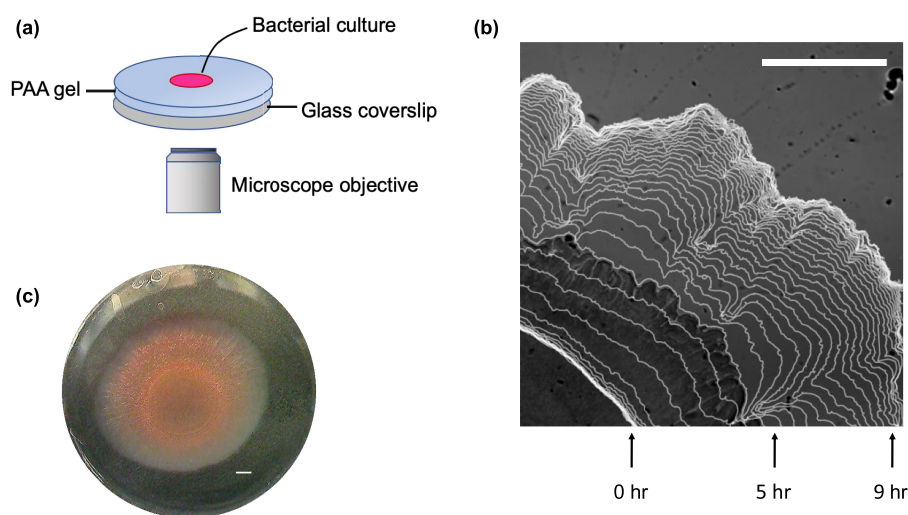 (a)
Bacterial culture
PAA gel
Glass coverslip
Microscope objective
(b)
0 hr
5 hr
9 hr
(c)